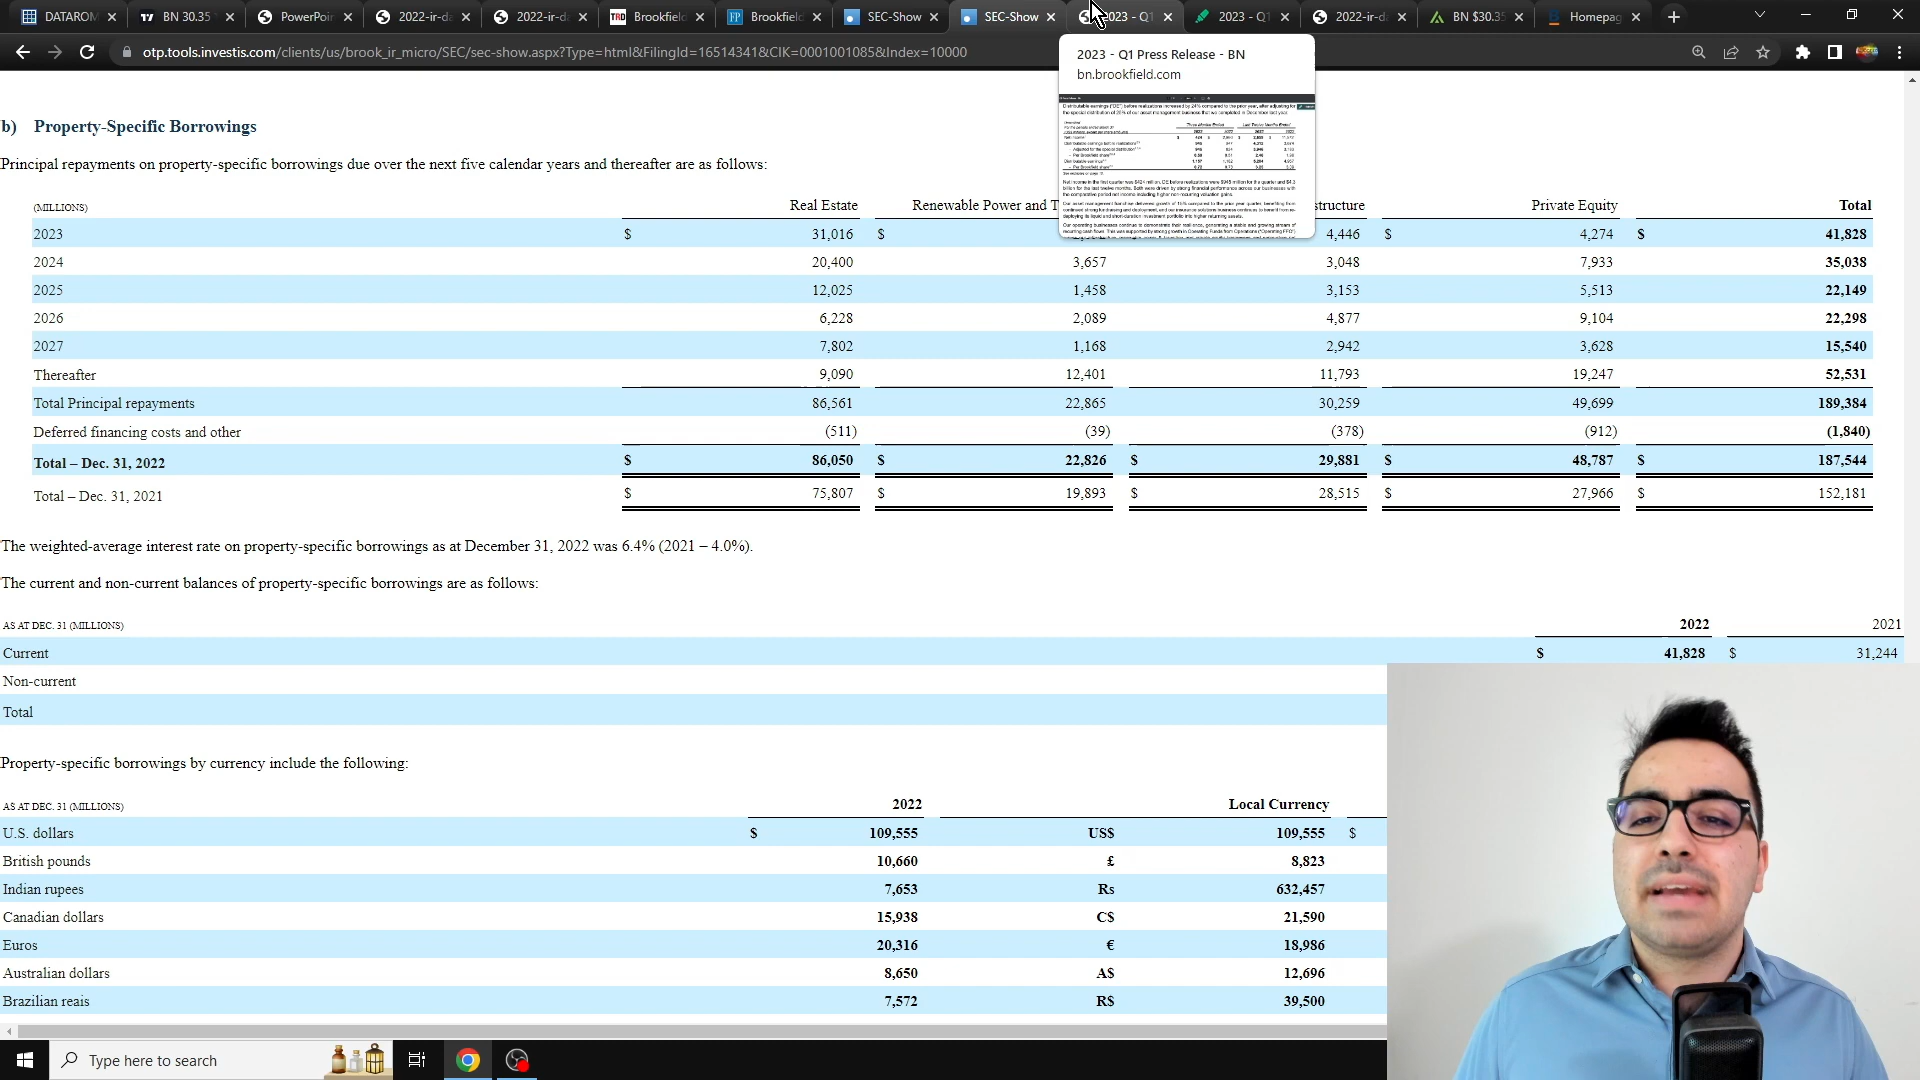 DATAROM
BN 30.35
PowerPoin
2022-ir-da
2022-ir-da
TRD Brookfield
FP Brookfield
SEC-Show
SEC-Show
2023 - Q1
2023 - Q1
2022-ir-da
BN $30.35
Homepag
otp.tools.investis.com/clients/us/brook_ir_micro/SEC/sec-show.aspx?Type=html&FilingId=16514341&CIK=0001001085&Index=10000
2023 - Q1 Press Release - BN
bn.brookfield.com
b) Property-Specific Borrowings
Principal repayments on property-specific borrowings due over the next five calendar years and thereafter are as follows:
(MILLIONS) Real Estate Renewable Power and T structure Private Equity Total
2023 $ 31,016 $ 4,446 $ 4,274 $ 41,828
2024 20,400 3,657 3,048 7,933 35,038
2025 12,025 1,458 3,153 5,513 22,149
2026 6,228 2,089 4,877 9,104 22,298
2027 7,802 1,168 2,942 3,628 15,540
Thereafter 9,090 12,401 11,793 19,247 52,531
Total Principal repayments 86,561 22,865 30,259 49,699 189,384
Deferred financing costs and other (511) (39) (378) (912) (1,840)
Total – Dec. 31, 2022 $ 86,050 $ 22,826 $ 29,881 $ 48,787 $ 187,544
Total – Dec. 31, 2021 $ 75,807 $ 19,893 $ 28,515 $ 27,966 $ 152,181
The weighted-average interest rate on property-specific borrowings as at December 31, 2022 was 6.4% (2021 – 4.0%).
The current and non-current balances of property-specific borrowings are as follows:
AS AT DEC. 31 (MILLIONS) 2022 2021
Current $ 41,828 $ 31,244
Non-current
Total
Property-specific borrowings by currency include the following:
AS AT DEC. 31 (MILLIONS) 2022 Local Currency
U.S. dollars $ 109,555 US$ 109,555 $
British pounds 10,660 £ 8,823
Indian rupees 7,653 Rs 632,457
Canadian dollars 15,938 C$ 21,590
Euros 20,316 € 18,986
Australian dollars 8,650 A$ 12,696
Brazilian reais 7,572 R$ 39,500
Type here to search